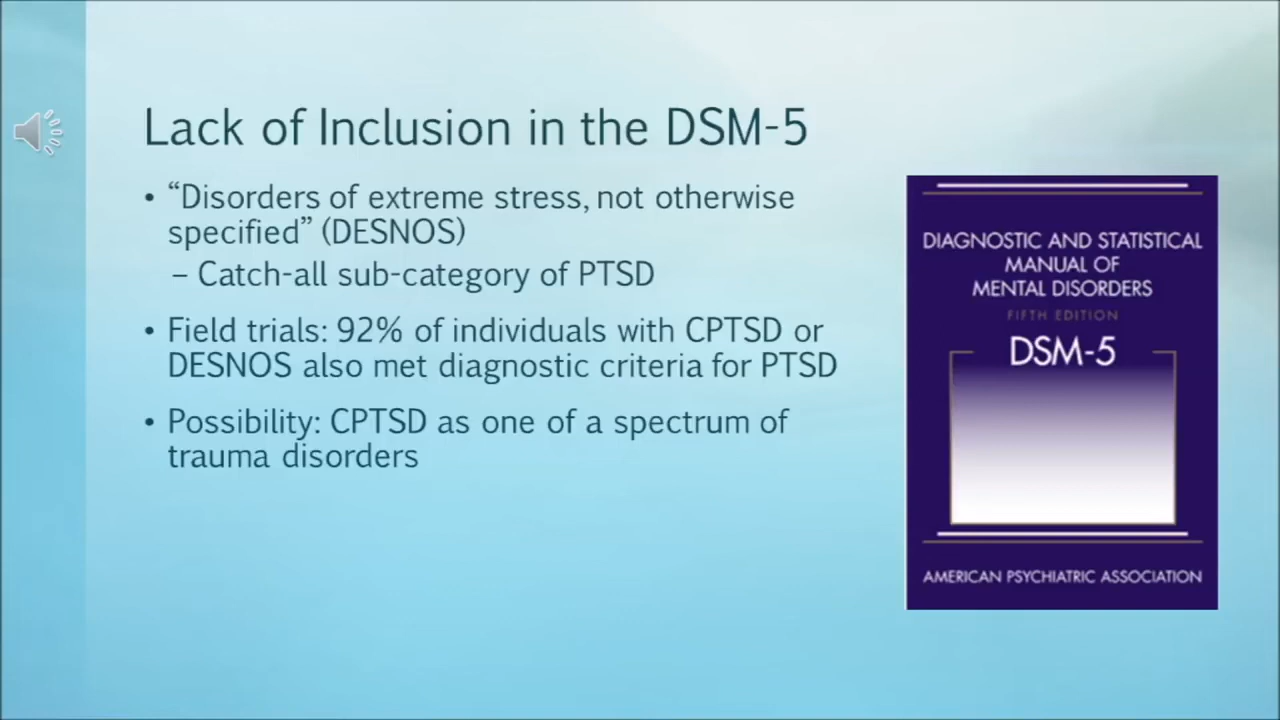 Lack of Inclusion in the DSM-5
• “Disorders of extreme stress, not otherwise
specified” (DESNOS)
– Catch-all sub-category of PTSD
• Field trials: 92% of individuals with CPTSD or
DESNOS also met diagnostic criteria for PTSD
• Possibility: CPTSD as one of a spectrum of
trauma disorders
DIAGNOSTIC AND STATISTICAL
MANUAL OF
MENTAL DISORDERS
FIFTH EDITION
DSM-5
AMERICAN PSYCHIATRIC ASSOCIATION